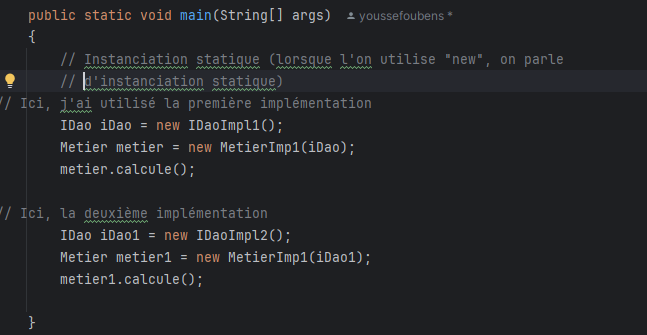 public static void main(String[] args) youssefoubens *
{
// Instanciation statique (lorsque l'on utilise "new", on parle
// d'instanciation statique)
// Ici, j'ai utilisé la première implémentation
IDao iDao = new IDaoImpl1();
Metier metier = new MetierImp1(iDao);
metier.calcule();
// Ici, la deuxième implémentation
IDao iDao1 = new IDaoImpl2();
Metier metier1 = new MetierImp1(iDao1);
metier1.calcule();
}